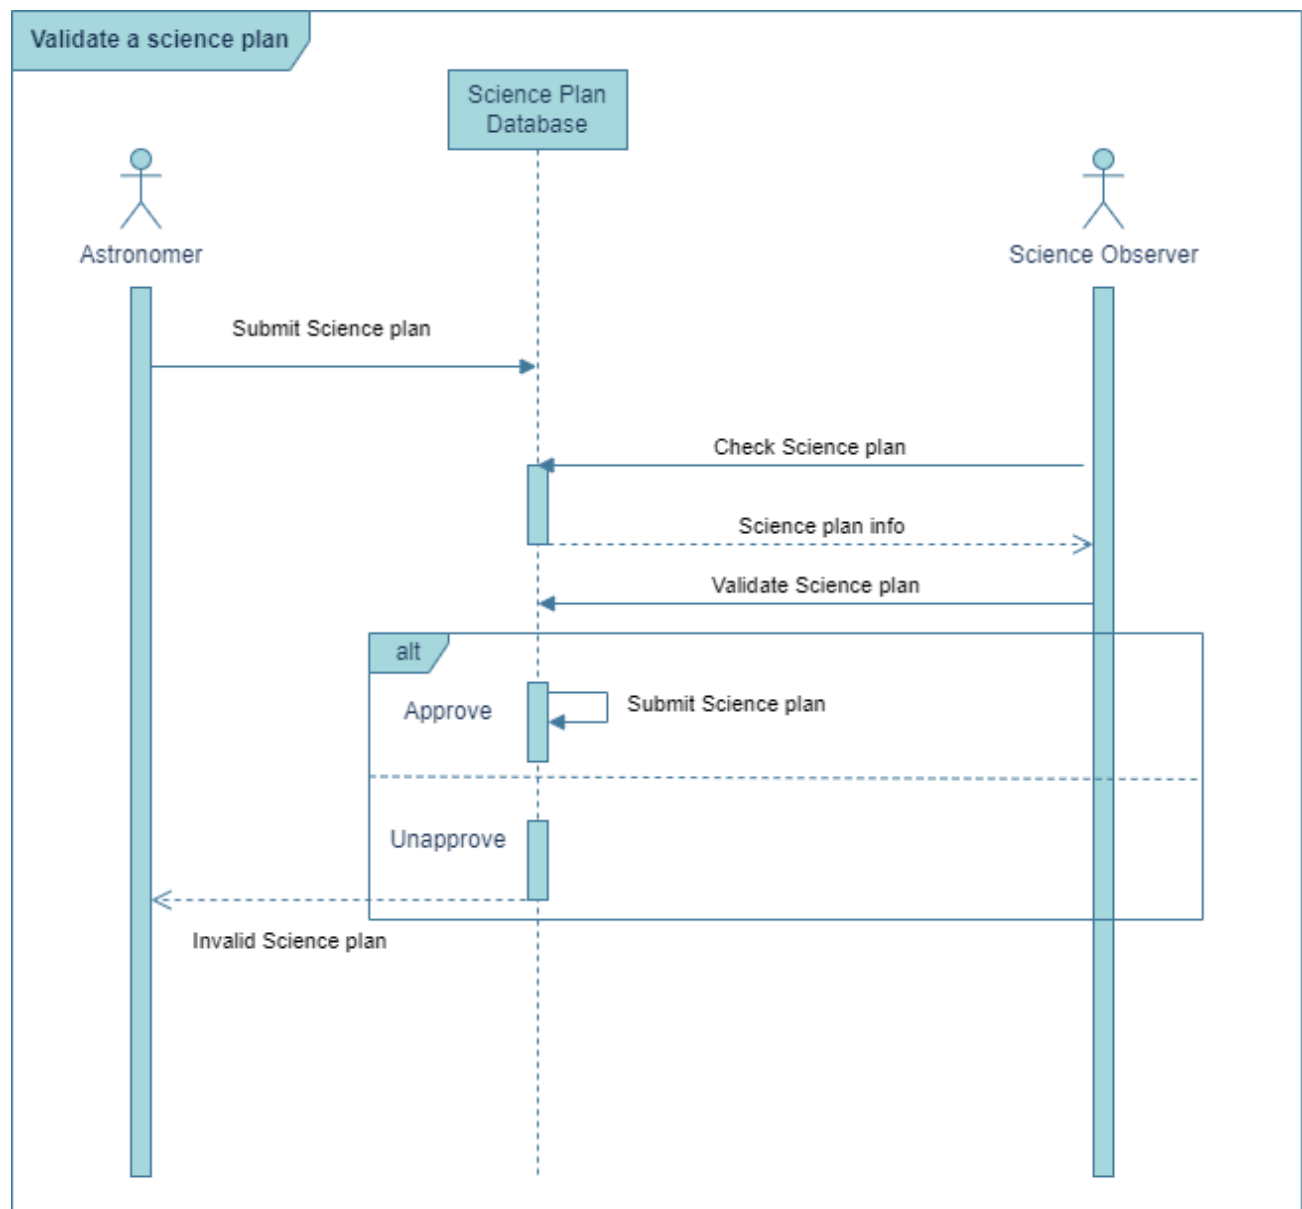 Validate a science plan
Science Plan
Database
Astronomer
Science Observer
Submit Science plan
Check Science plan
Science plan info
Validate Science plan
alt
Approve
Submit Science plan
Unapprove
Invalid Science plan